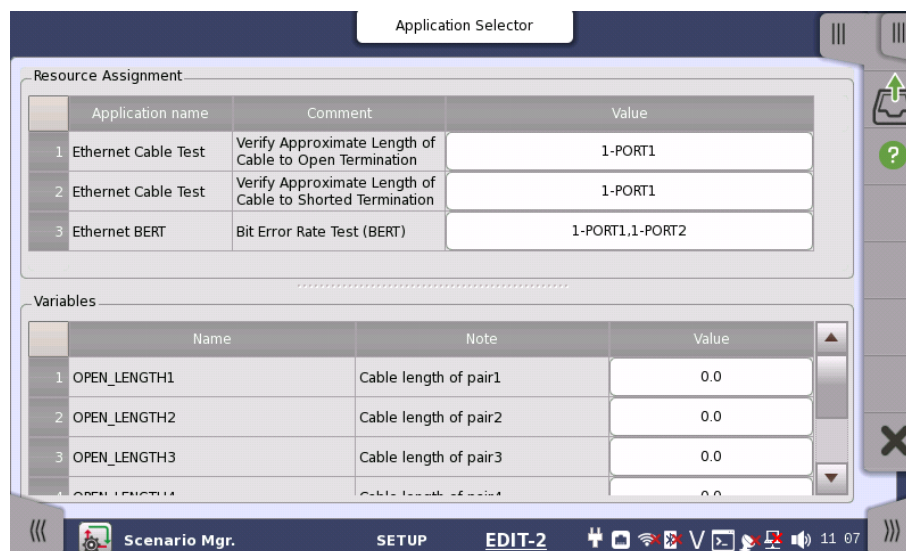 Application Selector
Resource Assignment
Application name Comment Value
1 Ethernet Cable Test Verify Approximate Length of Cable to Open Termination 1-PORT1
2 Ethernet Cable Test Verify Approximate Length of Cable to Shorted Termination 1-PORT1
3 Ethernet BERT Bit Error Rate Test (BERT) 1-PORT1,1-PORT2
Variables
Name Note Value
1 OPEN_LENGTH1 Cable length of pair1 0.0
2 OPEN_LENGTH2 Cable length of pair2 0.0
3 OPEN_LENGTH3 Cable length of pair3 0.0
Scenario Mgr. SETUP EDIT-2 11 07